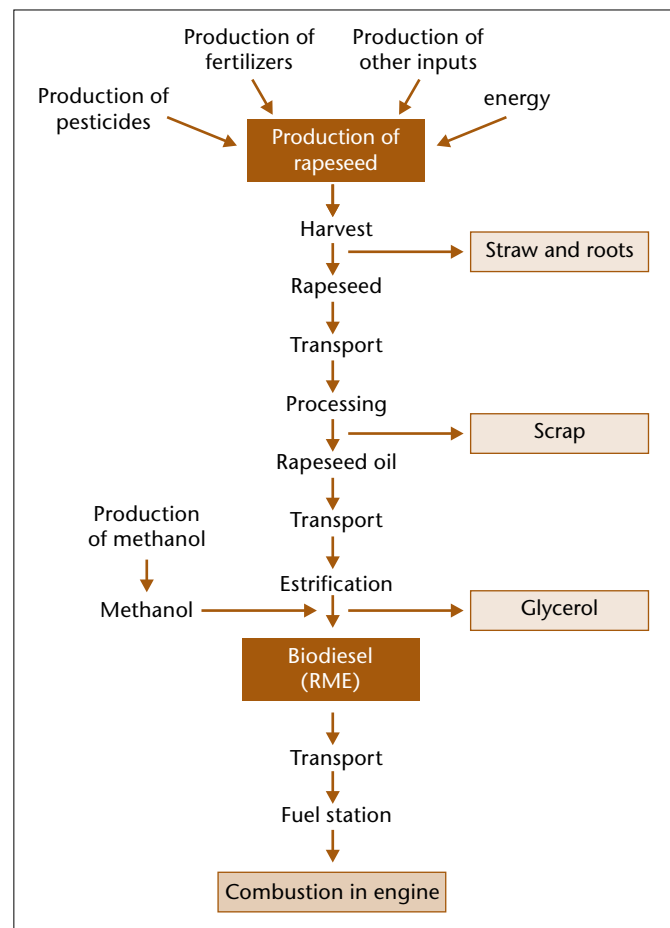 Production of
fertilizers
Production of
other inputs
Production of
pesticides
energy
Production of
rapeseed
Harvest
Straw and roots
Rapeseed
Transport
Processing
Scrap
Rapeseed oil
Production
of methanol
Transport
Estrification
Methanol
Glycerol
Biodiesel
(RME)
Transport
Fuel station
Combustion in engine